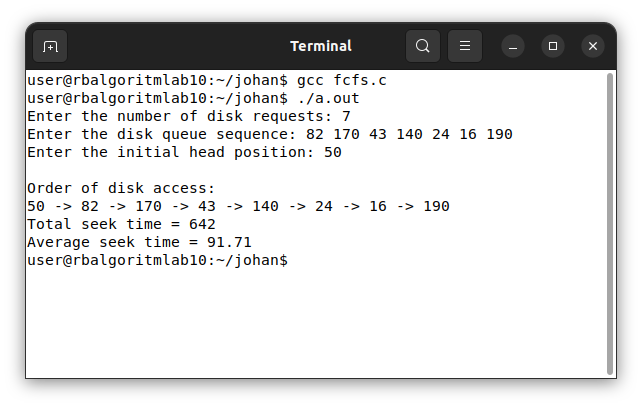 Terminal
user@rbalgoritmlab10:~/johan$ gcc fcfs.c
user@rbalgoritmlab10:~/johan$ ./a.out
Enter the number of disk requests: 7
Enter the disk queue sequence: 82 170 43 140 24 16 190
Enter the initial head position: 50

Order of disk access:
50 -> 82 -> 170 -> 43 -> 140 -> 24 -> 16 -> 190
Total seek time = 642
Average seek time = 91.71
user@rbalgoritmlab10:~/johan$